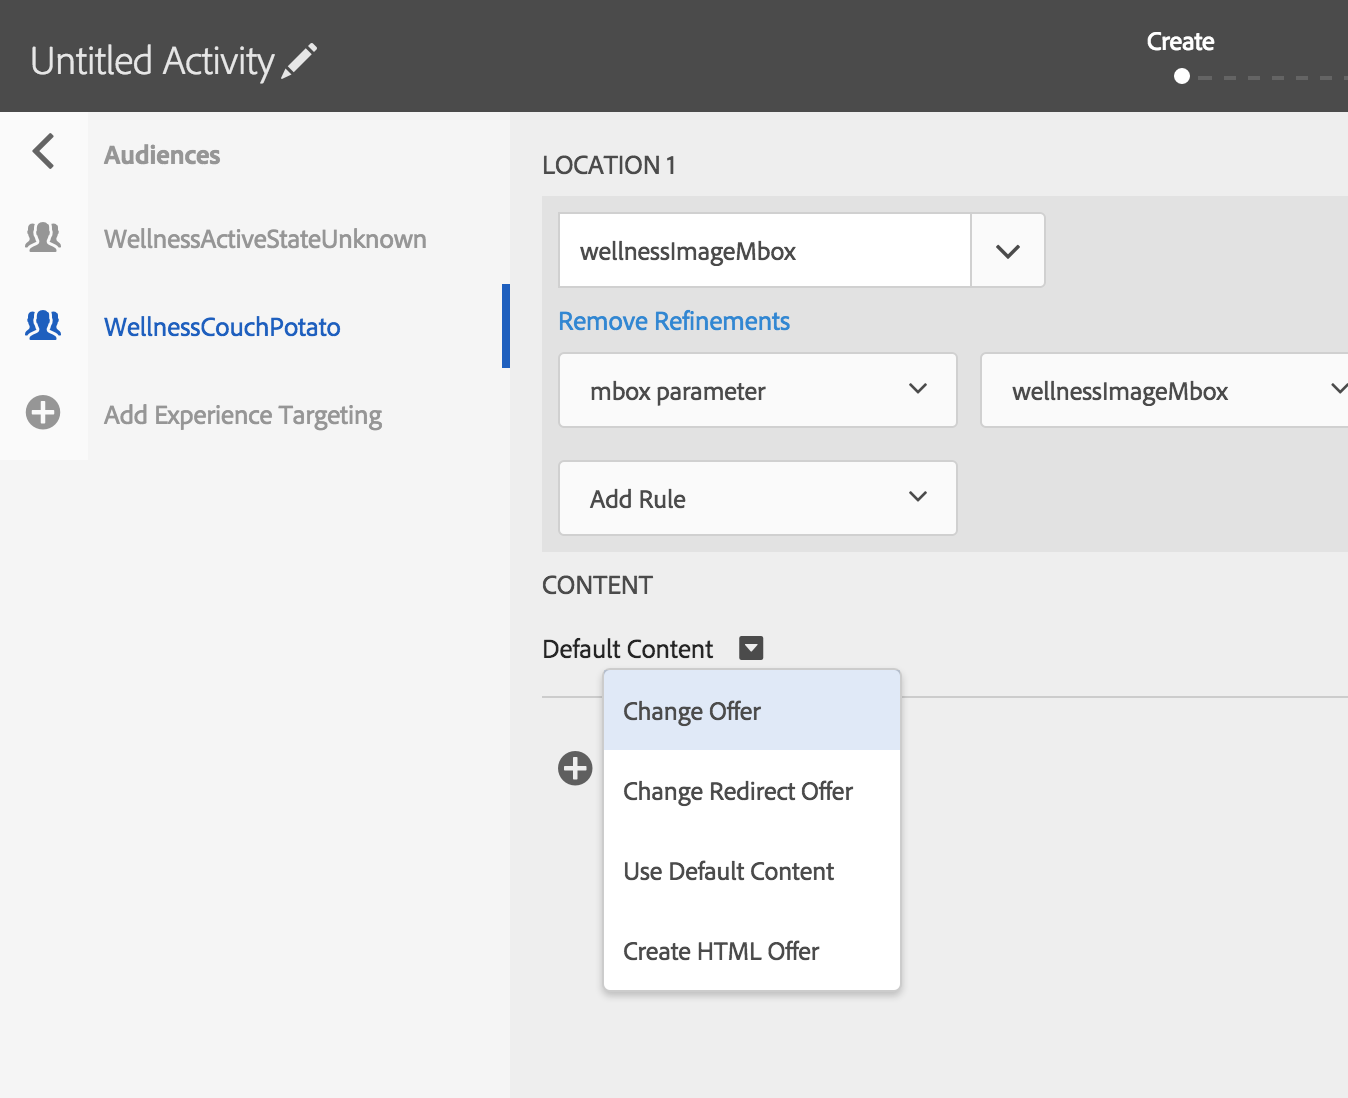 Untitled Activity
Create
Audiences
WellnessActiveStateUnknown
WellnessCouchPotato
Add Experience Targeting
LOCATION 1
wellnessImageMbox
Remove Refinements
mbox parameter
wellnessImageMbox
Add Rule
CONTENT
Default Content
Change Offer
Change Redirect Offer
Use Default Content
Create HTML Offer